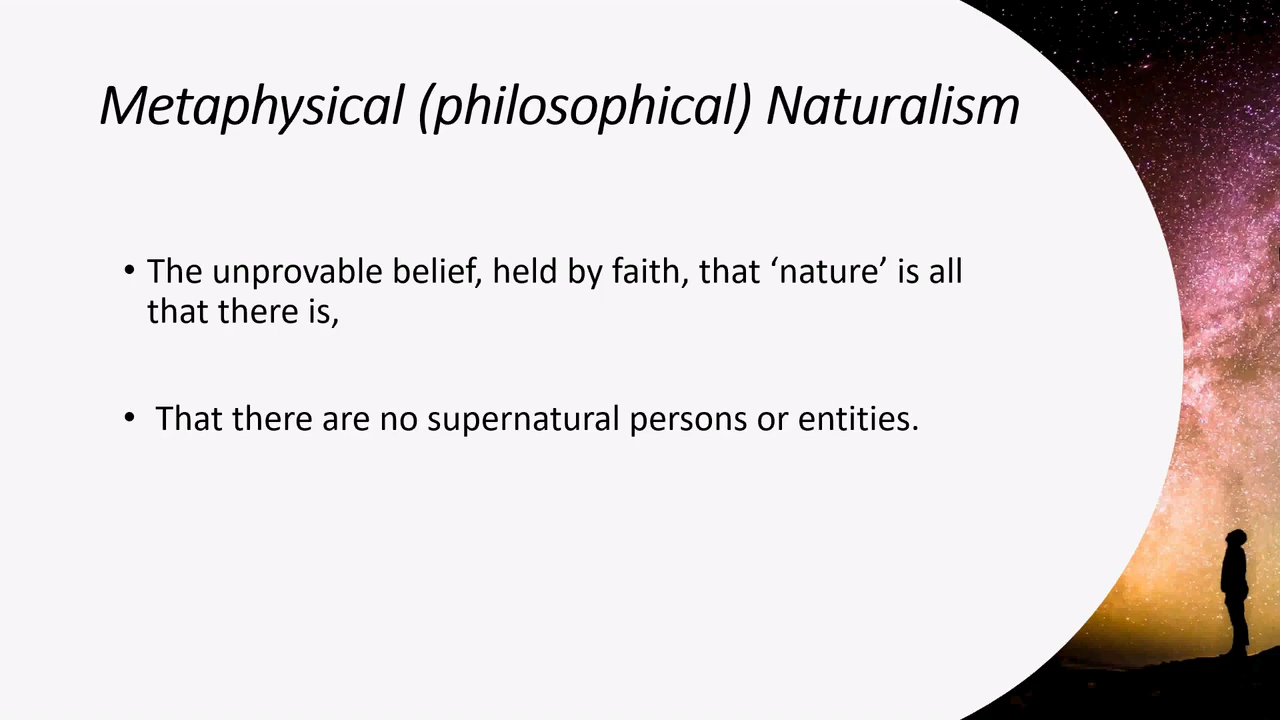 Metaphysical (philosophical) Naturalism
• The unprovable belief, held by faith, that ‘nature’ is all
that there is,
• That there are no supernatural persons or entities.